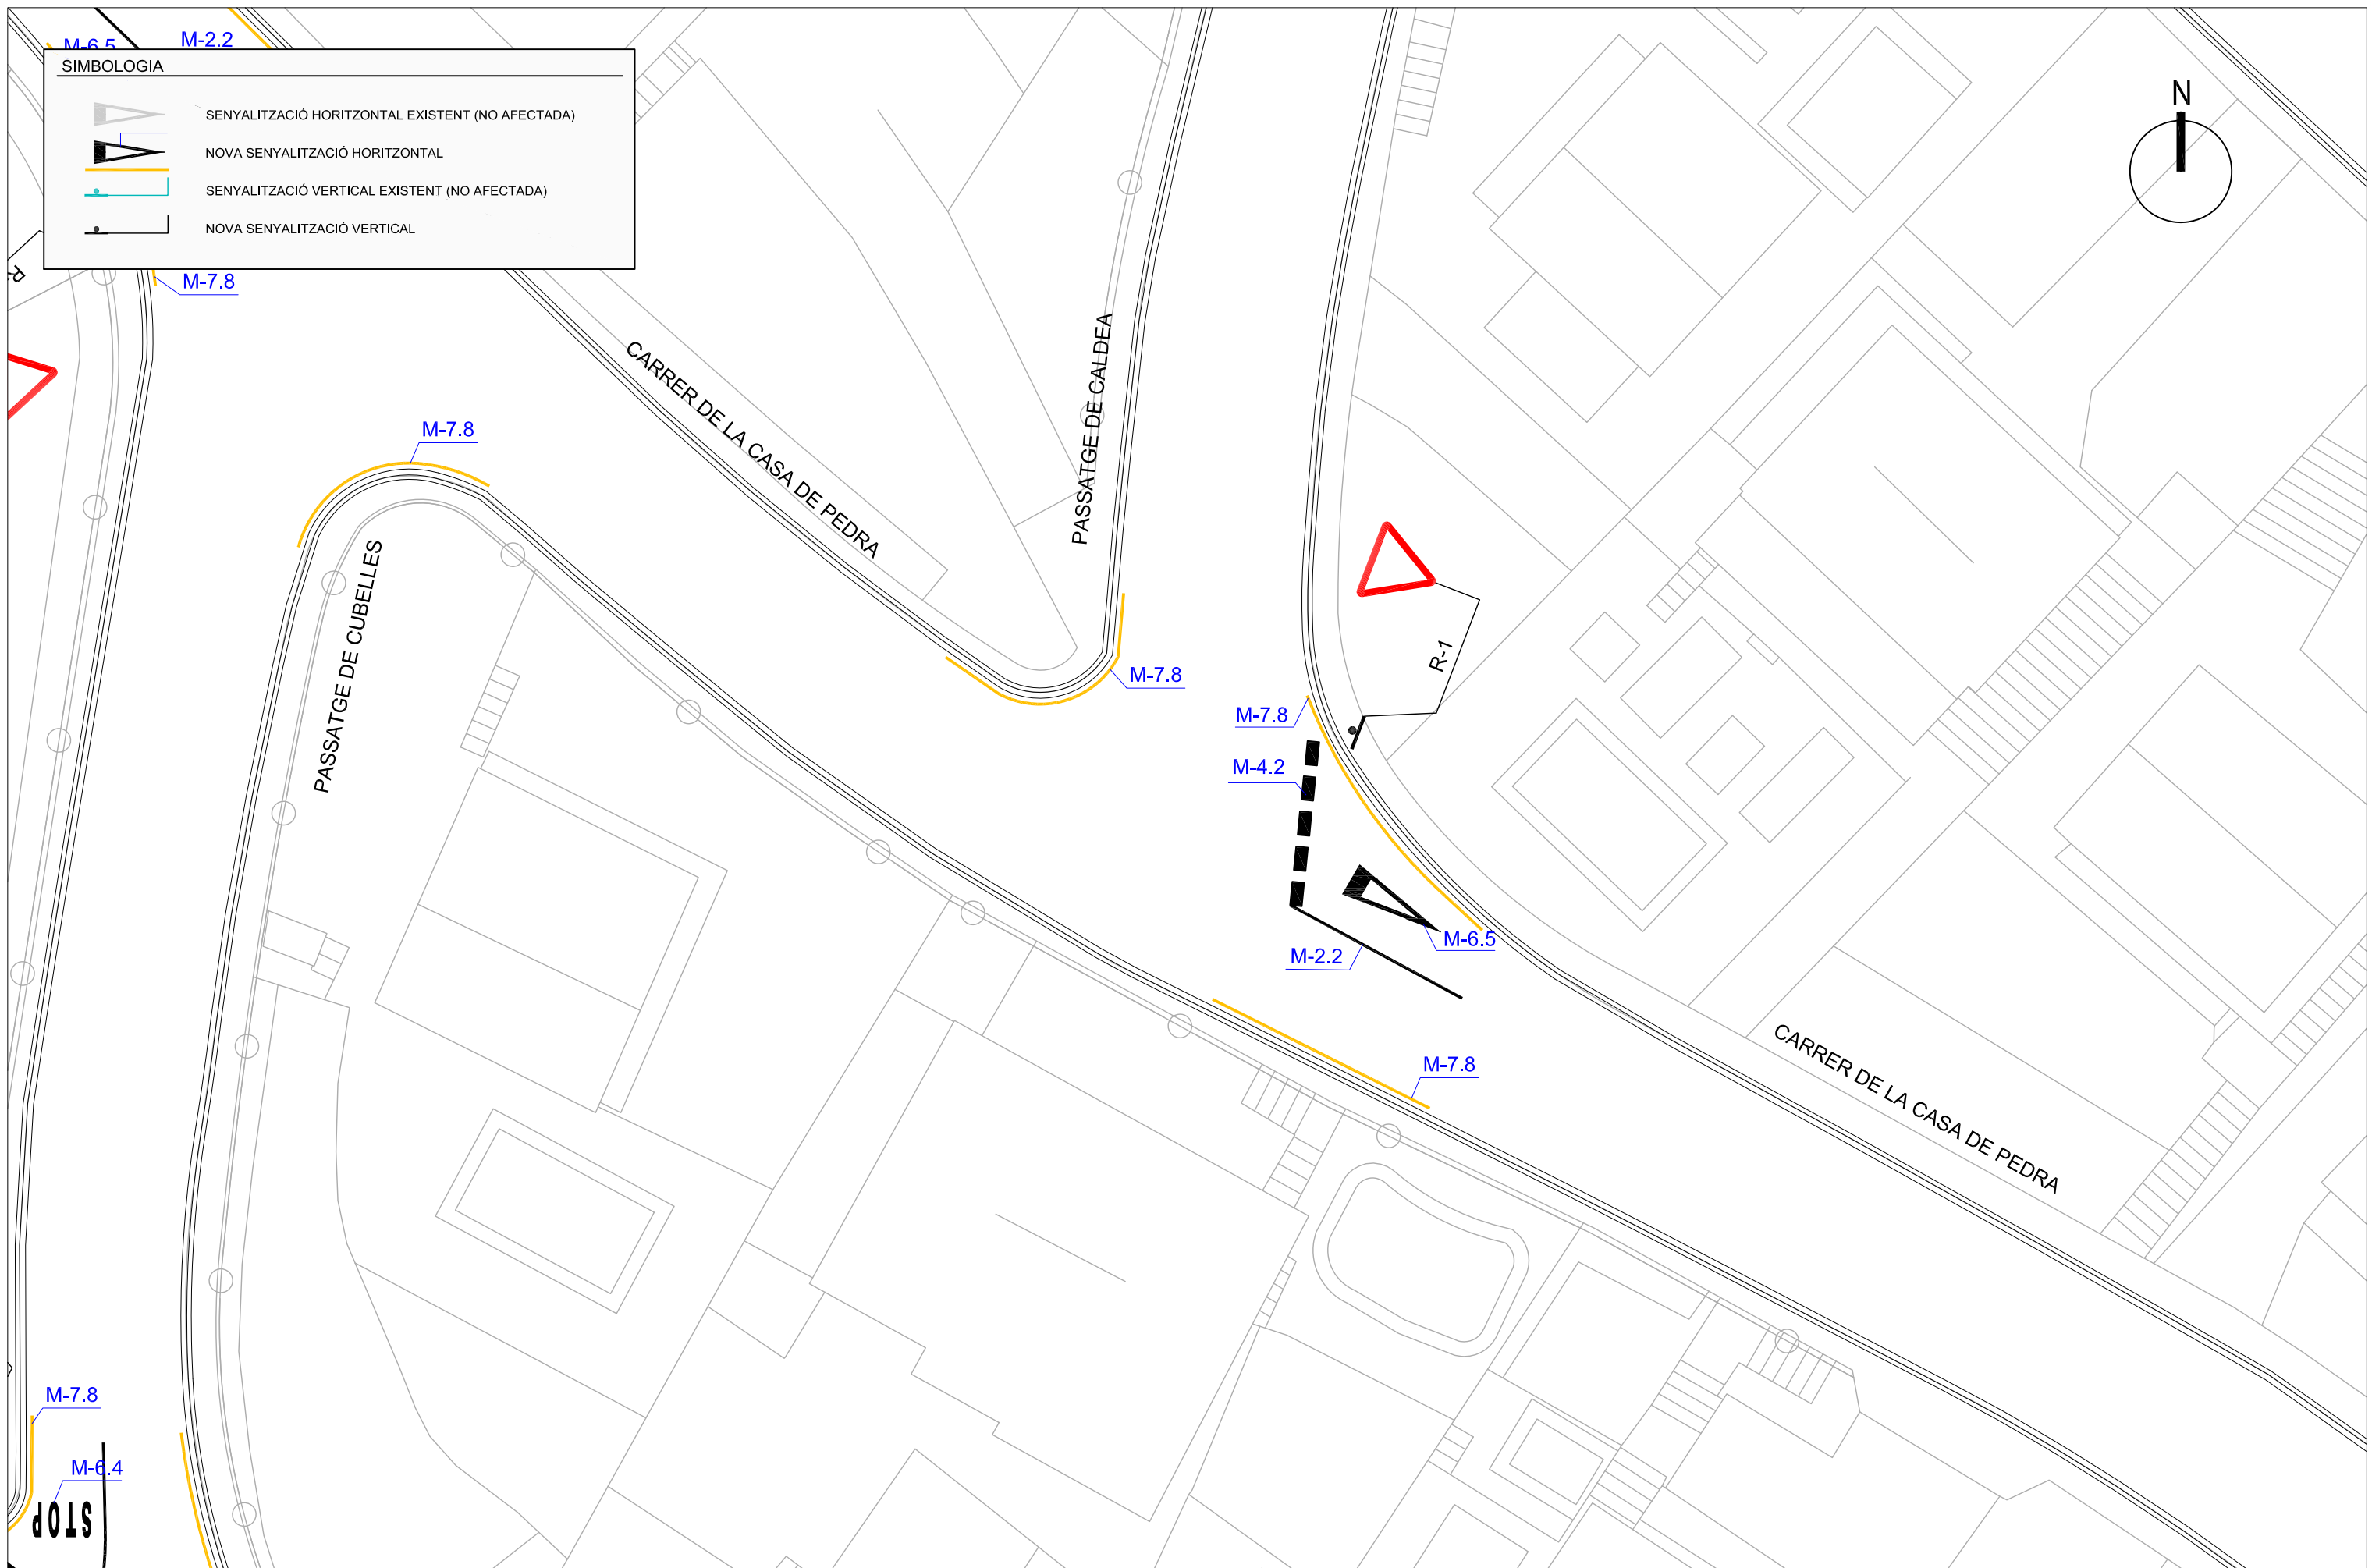 M-6.5
M-2.2
SIMBOLOGIA
SENYALITZACIÓ HORITZONTAL EXISTENT (NO AFECTADA)
NOVA SENYALITZACIÓ HORITZONTAL
SENYALITZACIÓ VERTICAL EXISTENT (NO AFECTADA)
NOVA SENYALITZACIÓ VERTICAL
N
M-7.8
CARRER DE LA CASA DE PEDRA
PASSATGE DE CALDEA
M-7.8
PASSATGE DE CUBELLES
R-1
M-7.8
M-7.8
M-4.2
M-6.5
M-2.2
M-7.8
CARRER DE LA CASA DE PEDRA
M-7.8
M-6.4
STOP